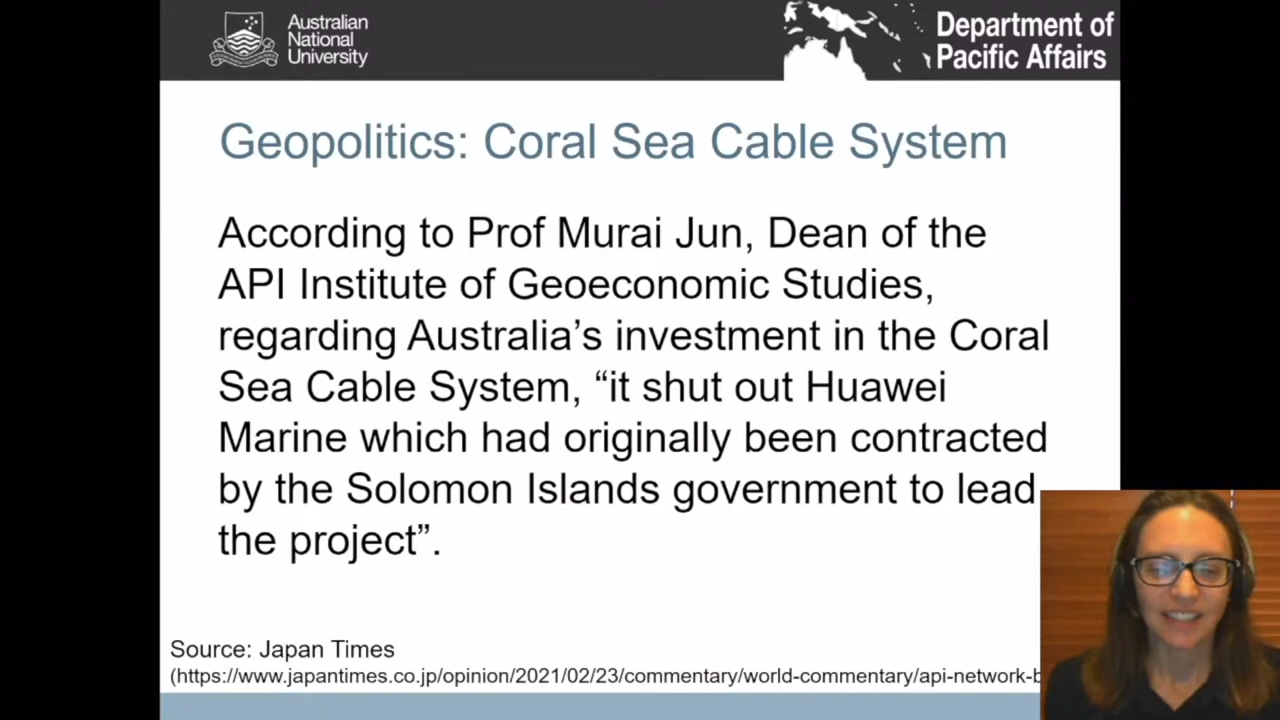 Australian
National
University
Department of
Pacific Affairs
Geopolitics: Coral Sea Cable System
According to Prof Murai Jun, Dean of the
API Institute of Geoeconomic Studies,
regarding Australia’s investment in the Coral
Sea Cable System, “it shut out Huawei
Marine which had originally been contracted
by the Solomon Islands government to lead
the project”.
Source: Japan Times
(https://www.japantimes.co.jp/opinion/2021/02/23/commentary/world-commentary/api-network-b